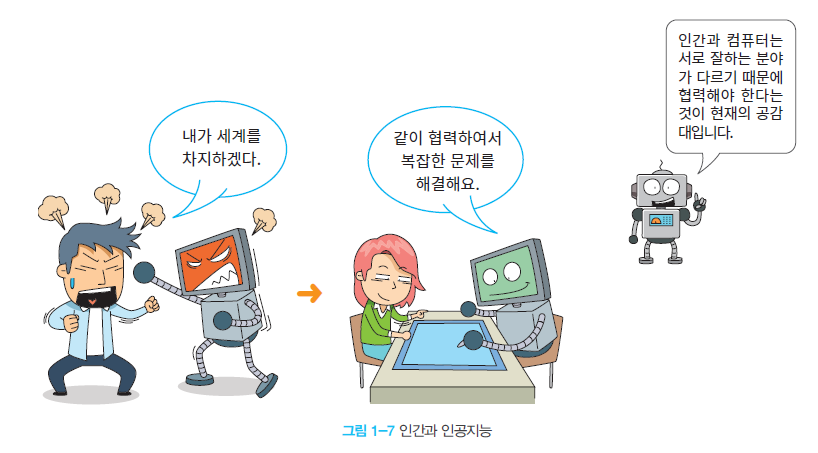 내가 세계를
차지하겠다.
같이 협력하여서
복잡한 문제를
해결해요.
인간과 컴퓨터는
서로 잘하는 분야
가 다르기 때문에
협력해야 한다는
것이 현재의 공감
대입니다.
그림 1-7 인간과 인공지능